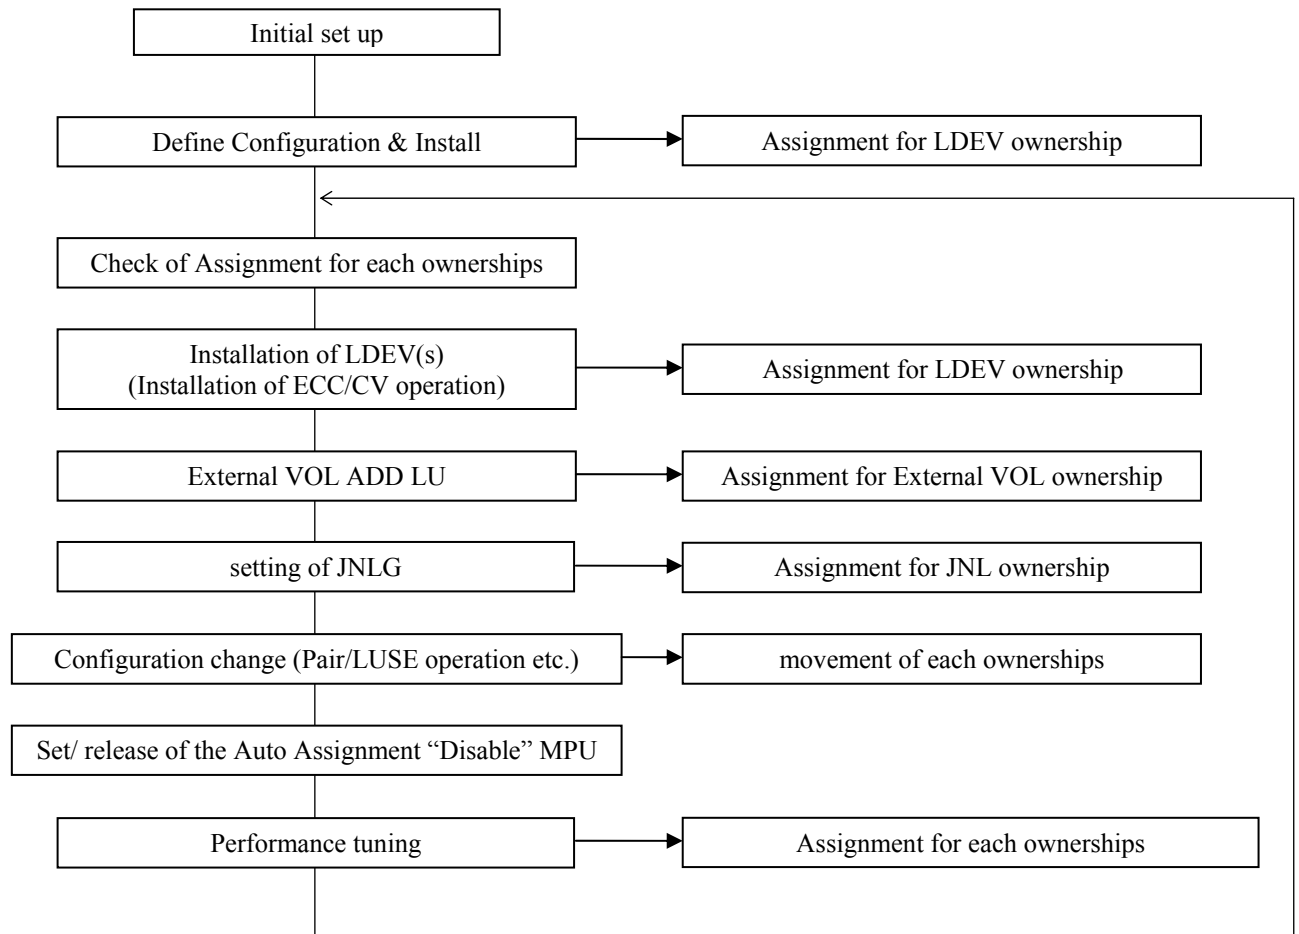 Initial set up
Define Configuration & Install
Assignment for LDEV ownership
Check of Assignment for each ownerships
Installation of LDEV(s)
(Installation of ECC/CV operation)
Assignment for LDEV ownership
External VOL ADD LU
Assignment for External VOL ownership
setting of JNLG
Assignment for JNL ownership
Configuration change (Pair/LUSE operation etc.)
movement of each ownerships
Set/ release of the Auto Assignment “Disable” MPU
Performance tuning
Assignment for each ownerships